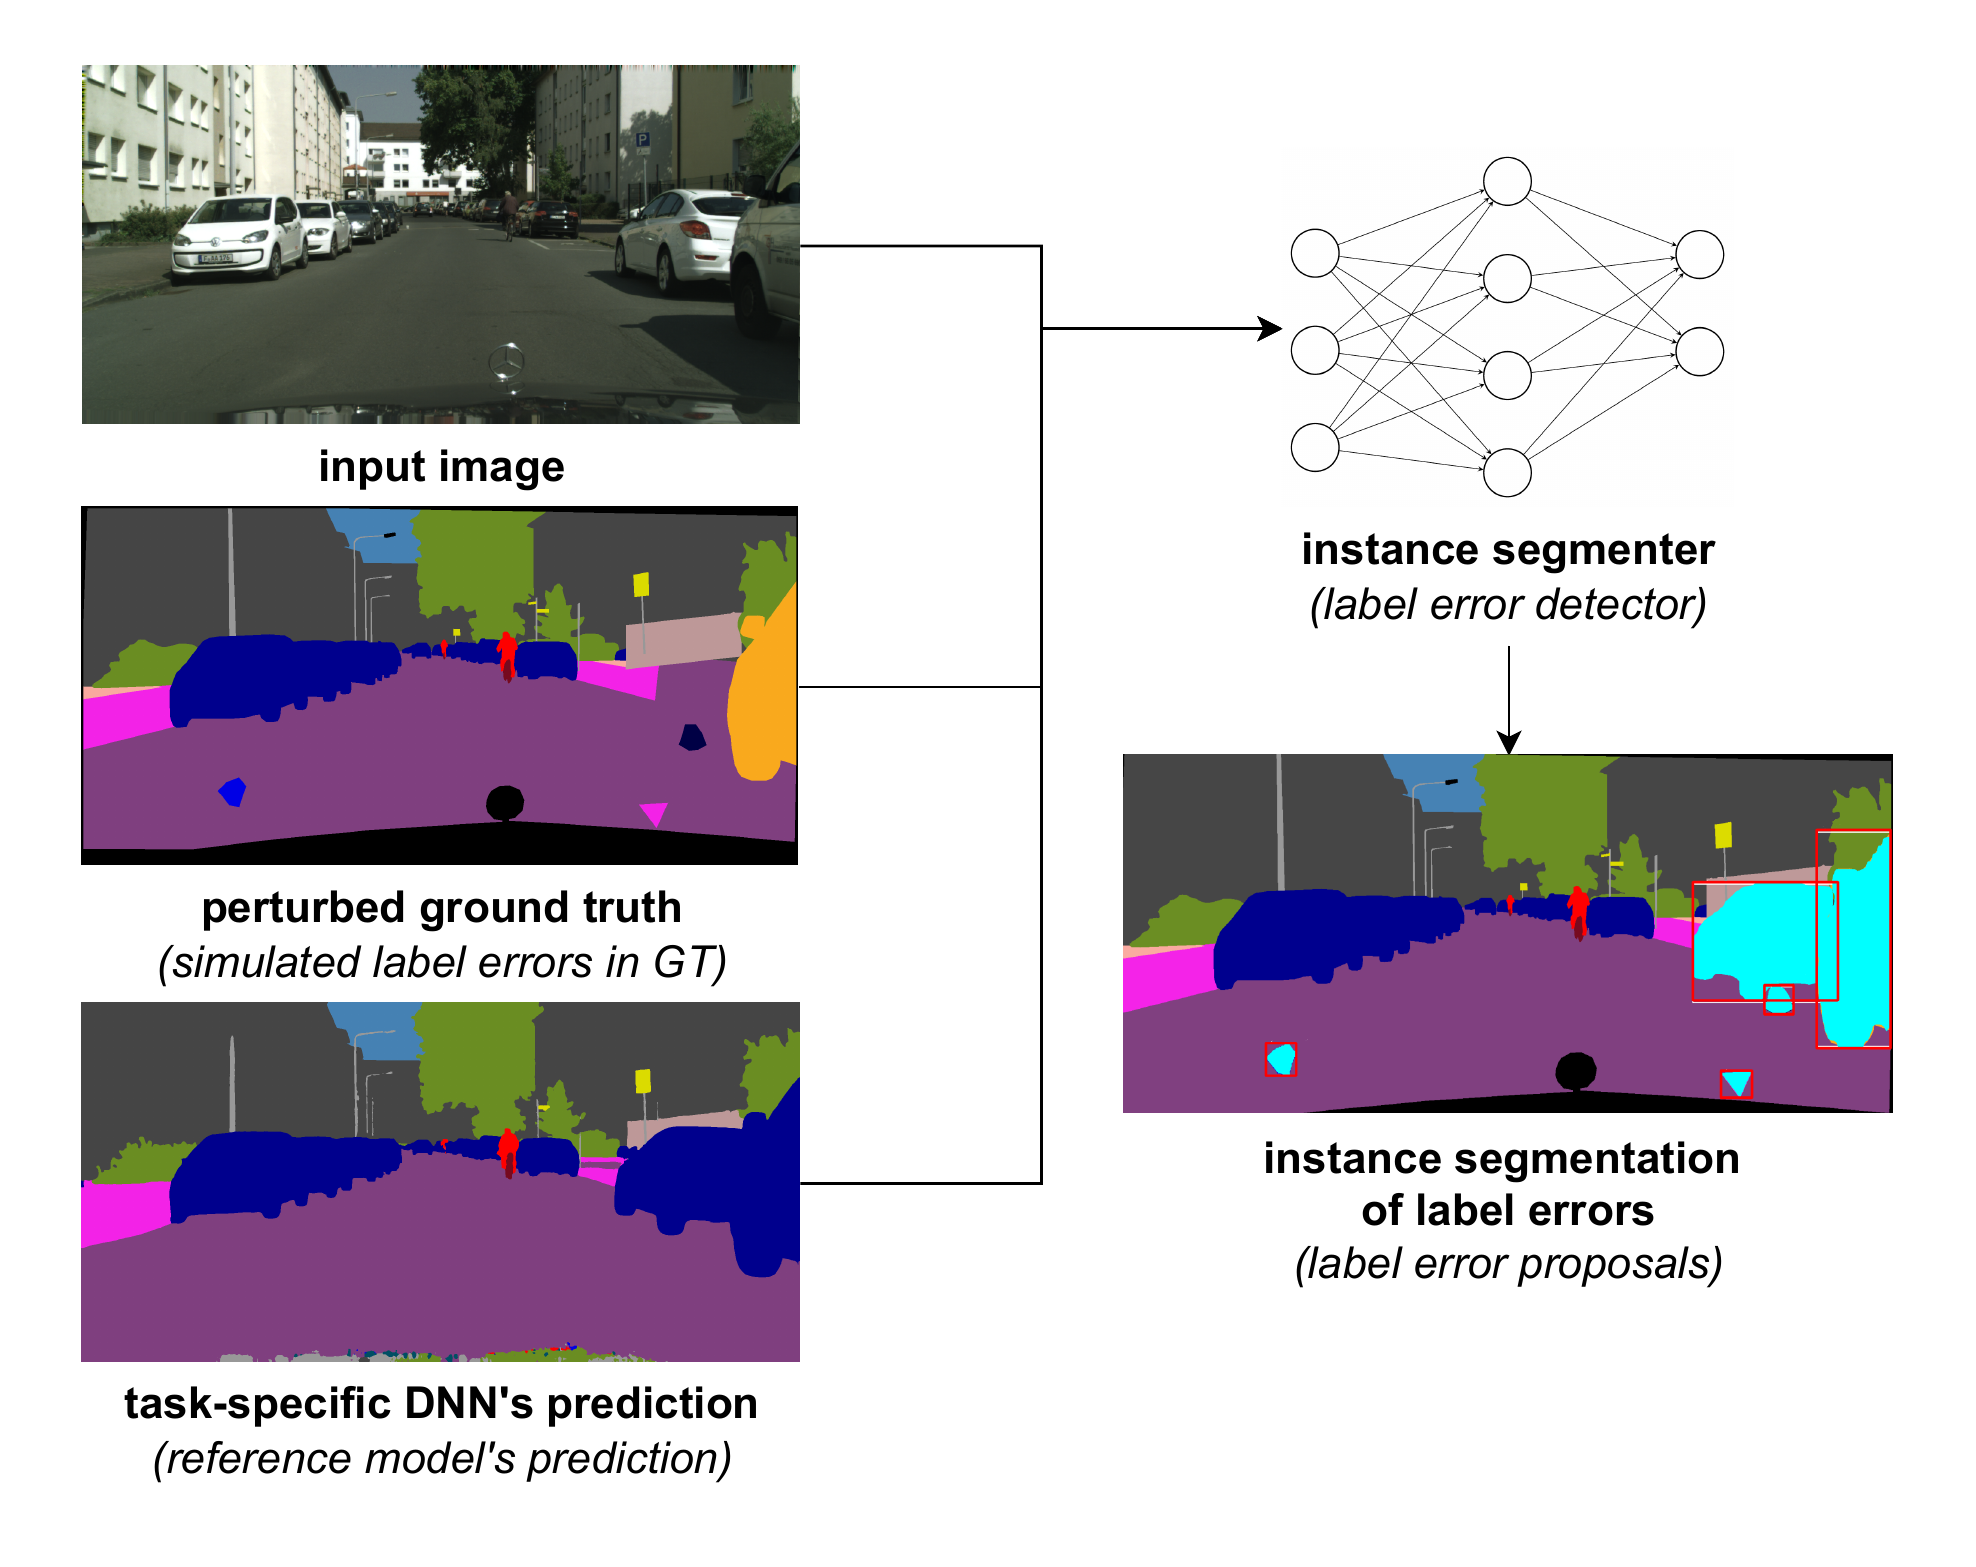 input image
perturbed ground truth
(simulated label errors in GT)
task-specific DNN's prediction
(reference model's prediction)
instance segmenter
(label error detector)
instance segmentation
of label errors
(label error proposals)
P